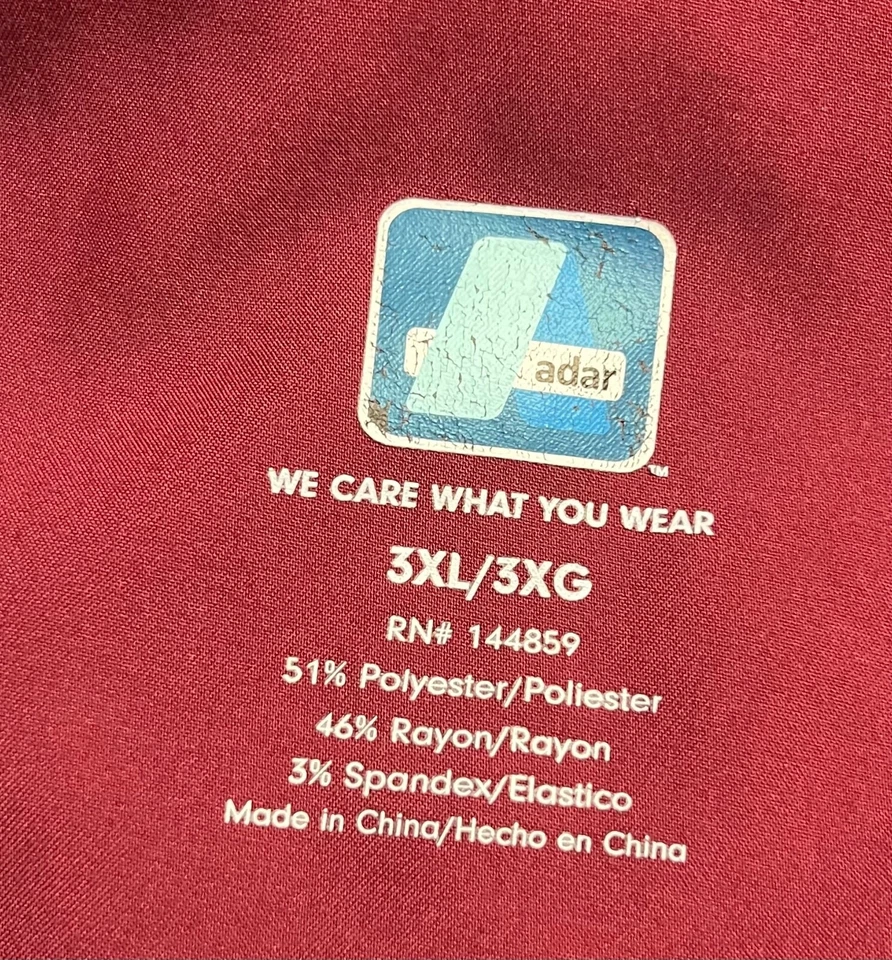 adar
™
WE CARE WHAT YOU WEAR
3XL/3XG
RN# 144859
51% Polyester/Poliester
46% Rayon/Rayon
3% Spandex/Elastico
Made in China/Hecho en China